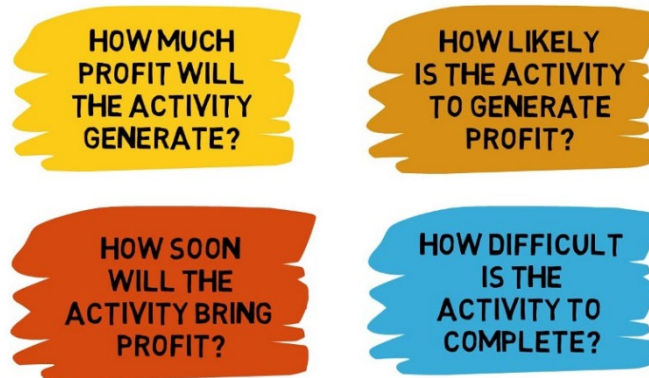 HOW MUCH
PROFIT WILL
THE ACTIVITY
GENERATE?
HOW LIKELY
IS THE ACTIVITY
TO GENERATE
PROFIT?
HOW SOON
WILL THE
ACTIVITY BRING
PROFIT?
HOW DIFFICULT
IS THE
ACTIVITY TO
COMPLETE?